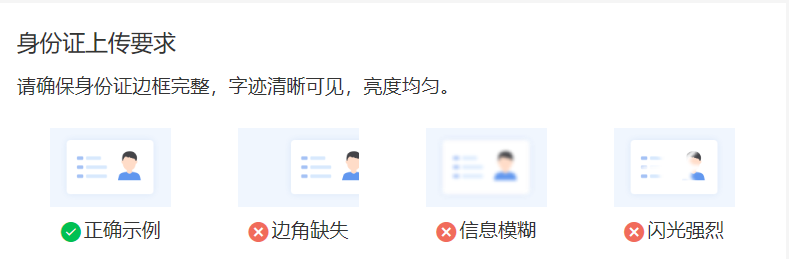 身份证上传要求
请确保身份证边框完整，字迹清晰可见，亮度均匀。
正确示例 边角缺失 信息模糊 闪光强烈